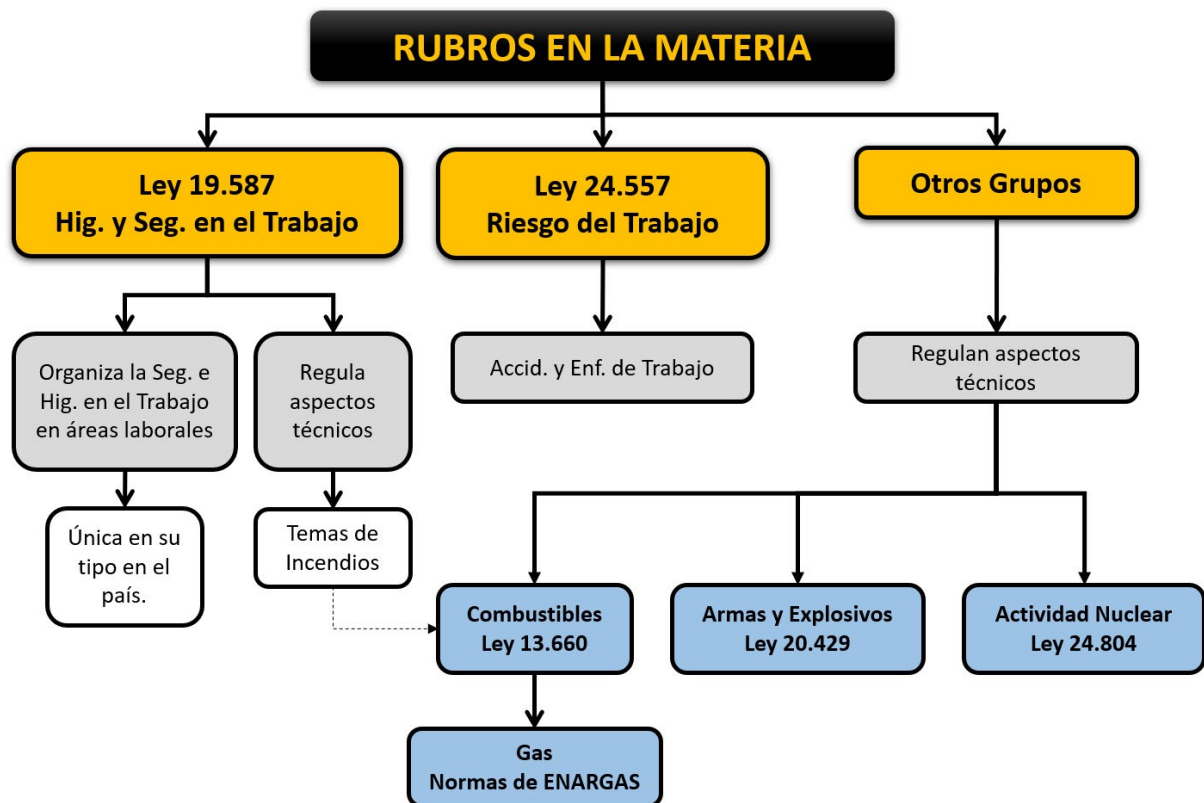 RUBROS EN LA MATERIA
Ley 19.587
Hig. y Seg. en el Trabajo
Ley 24.557
Riesgo del Trabajo
Otros Grupos
Organiza la Seg. e
Hig. en el Trabajo
en áreas laborales
Regula
aspectos
técnicos
Accid. y Enf. de Trabajo
Regulan aspectos
técnicos
Única en su
tipo en el
país.
Temas de
Incendios
Combustibles
Ley 13.660
Armas y Explosivos
Ley 20.429
Actividad Nuclear
Ley 24.804
Gas
Normas de ENARGAS